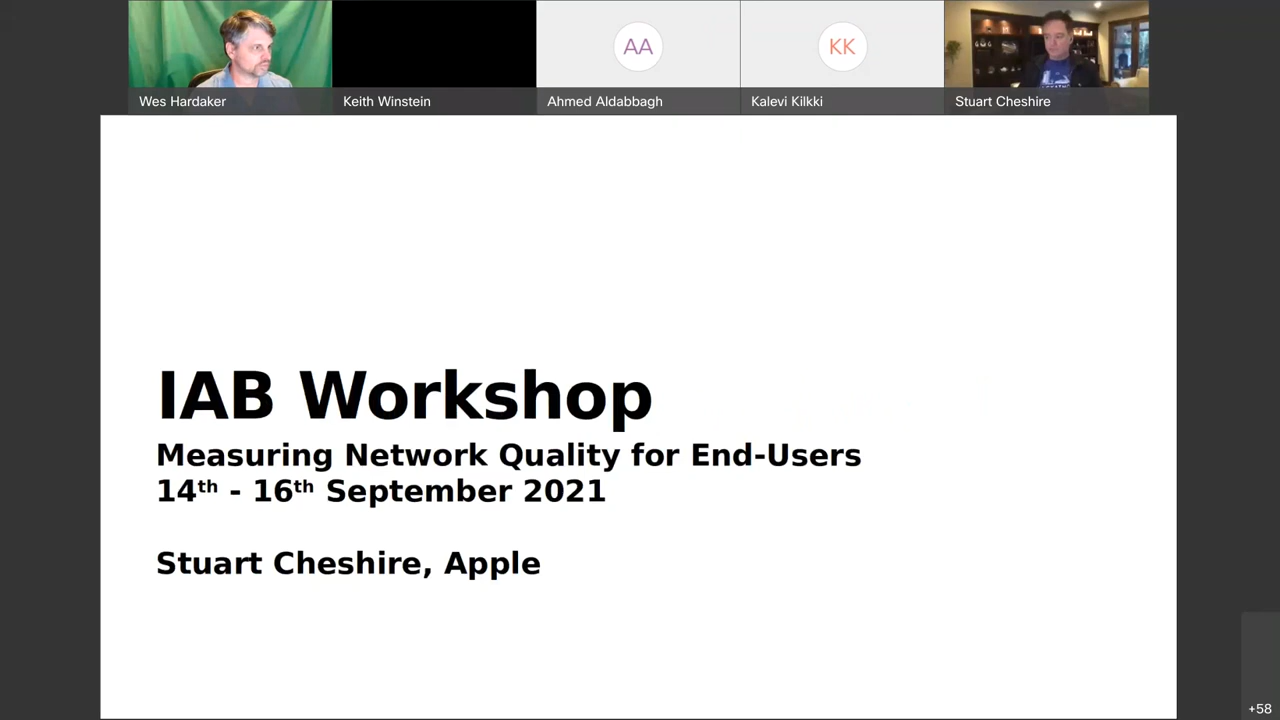 AA
KK
Wes Hardaker
Keith Winstein
Ahmed Aldabbagh
Kalevi Kilkki
Stuart Cheshire
IAB Workshop
Measuring Network Quality for End-Users
14th - 16th September 2021
Stuart Cheshire, Apple
+58